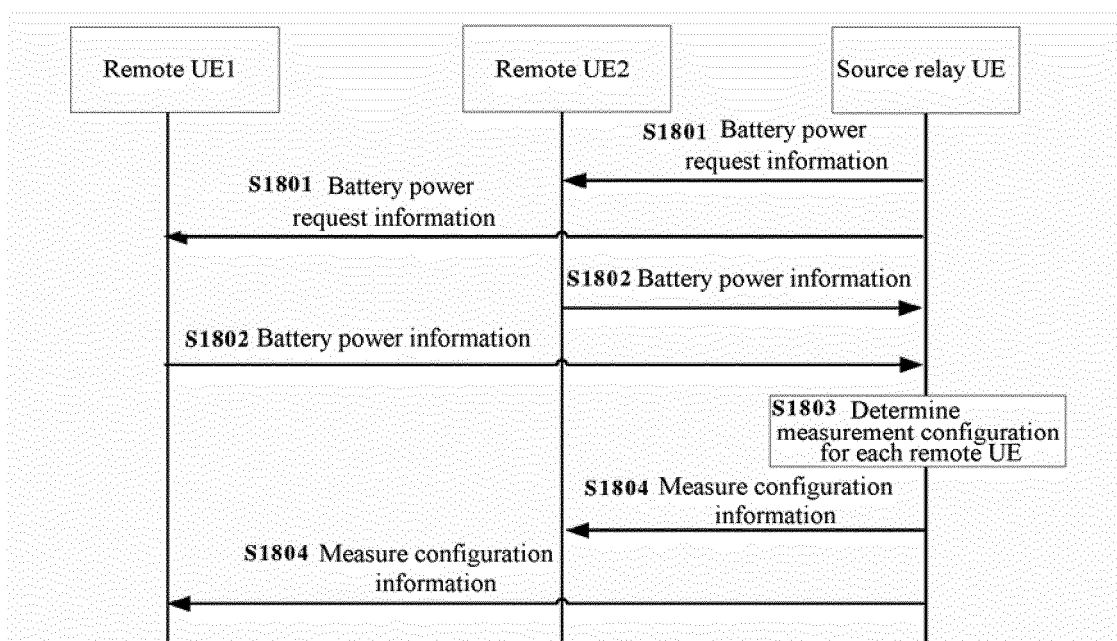 Remote UE1
Remote UE2
Source relay UE
S1801 Battery power
request information
S1801 Battery power
request information
S1802 Battery power information
S1802 Battery power information
S1803 Determine
measurement configuration
for each remote UE
S1804 Measure configuration
information
S1804 Measure configuration
information